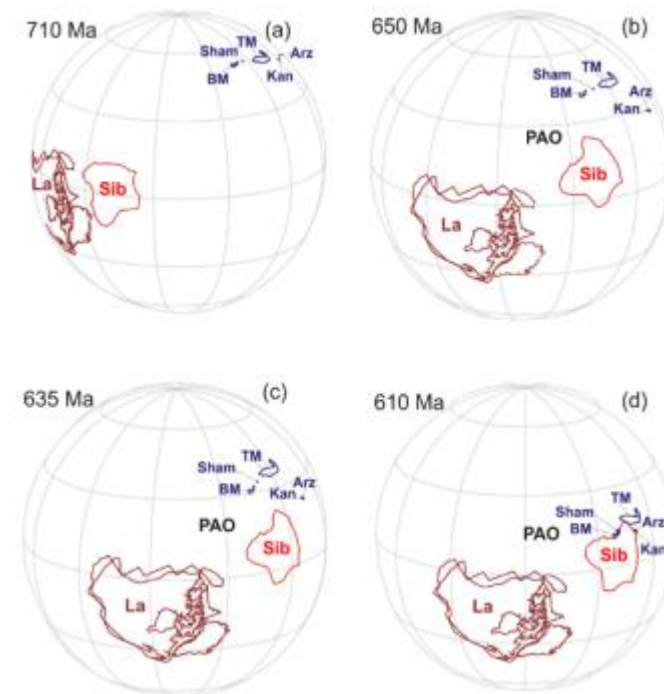 710 Ma
(a)
Sham TM Arz
BM Kan
La
Sib
650 Ma
(b)
Sham TM
BM Arz
Kan
PAO
Sib
La
635 Ma
(c)
TM
Sham
BM Kan Arz
PAO
Sib
La
610 Ma
(d)
TM
Sham
BM Arz
PAO
Kan
Sib
La